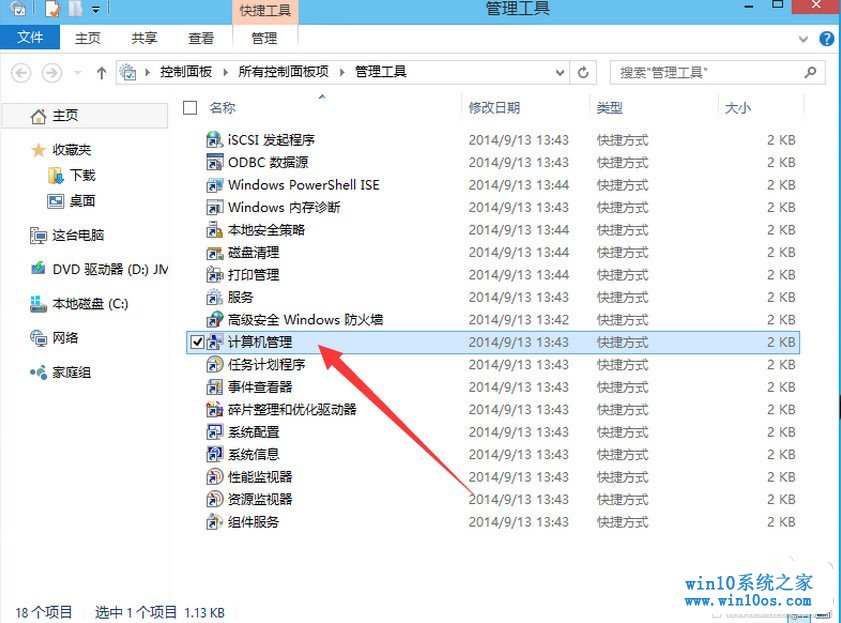 快捷工具
管理工具
文件 主页 共享 查看 管理
控制面板 所有控制面板项 管理工具
搜索"管理工具"
名称 修改日期 类型 大小
主页
收藏夹
下载
桌面
这台电脑
DVD 驱动器 (D:) JM
本地磁盘 (C:)
网络
家庭组
iSCSI 发起程序 2014/9/13 13:43 快捷方式 2 KB
ODBC 数据源 2014/9/13 13:43 快捷方式 2 KB
Windows PowerShell ISE 2014/9/13 13:44 快捷方式 2 KB
Windows 内存诊断 2014/9/13 13:43 快捷方式 2 KB
本地安全策略 2014/9/13 13:44 快捷方式 2 KB
磁盘清理 2014/9/13 13:44 快捷方式 2 KB
打印管理 2014/9/13 13:44 快捷方式 2 KB
服务 2014/9/13 13:43 快捷方式 2 KB
高级安全 Windows 防火墙 2014/9/13 13:42 快捷方式 2 KB
计算机管理 2014/9/13 13:43 快捷方式 2 KB
任务计划程序 2014/9/13 13:43 快捷方式 2 KB
事件查看器 2014/9/13 13:43 快捷方式 2 KB
碎片整理和优化驱动器 2014/9/13 13:43 快捷方式 2 KB
系统配置 2014/9/13 13:43 快捷方式 2 KB
系统信息 2014/9/13 13:43 快捷方式 2 KB
性能监视器 2014/9/13 13:43 快捷方式 2 KB
资源监视器 2014/9/13 13:43 快捷方式 2 KB
组件服务 2014/9/13 13:43 快捷方式 2 KB
18 个项目 选中 1 个项目 1.13 KB
win10系统之家
www.win10os.com